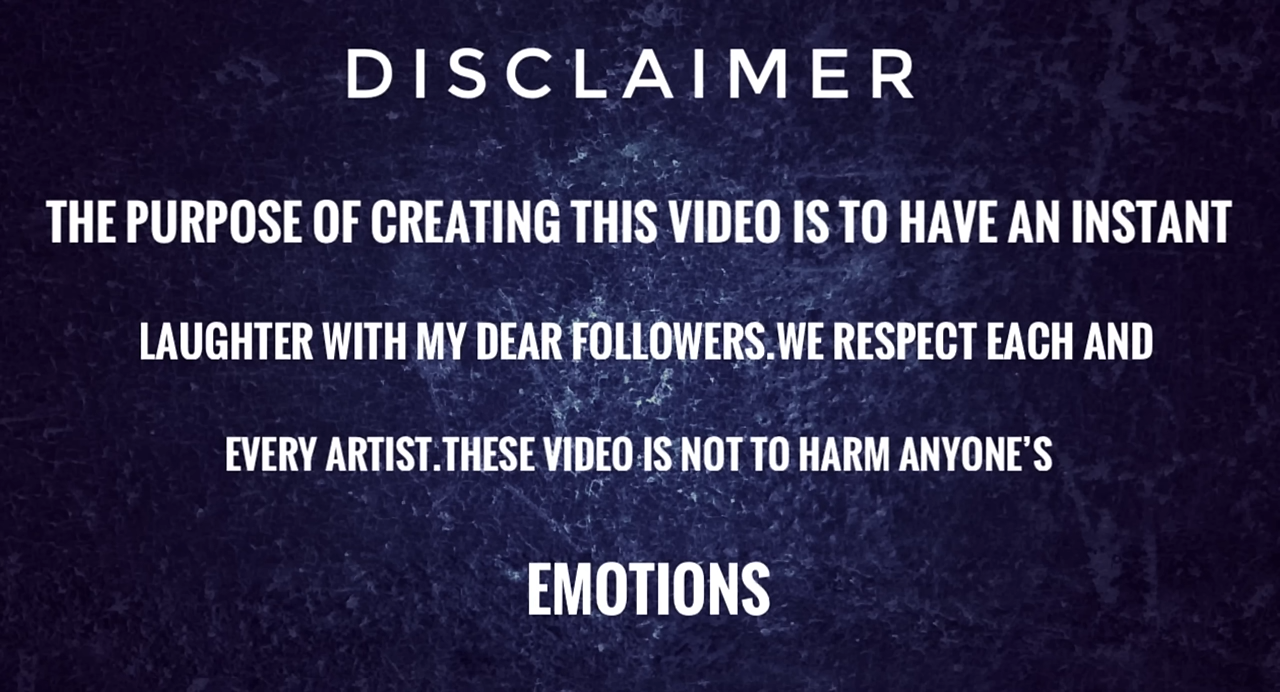 DISCLAIMER
THE PURPOSE OF CREATING THIS VIDEO IS TO HAVE AN INSTANT
LAUGHTER WITH MY DEAR FOLLOWERS.WE RESPECT EACH AND
EVERY ARTIST.THESE VIDEO IS NOT TO HARM ANYONE’S
EMOTIONS